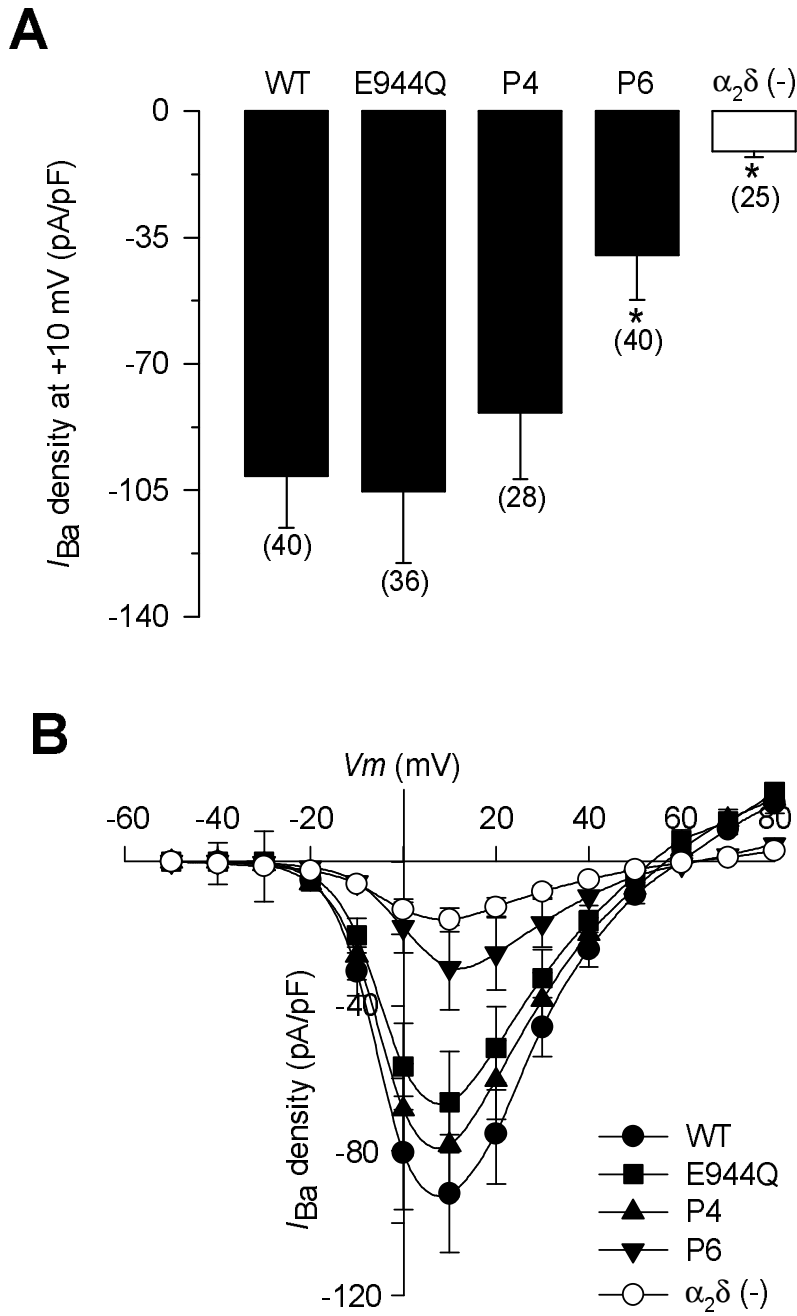 A
WT E944Q P4 P6 α2δ (-)
0
-35
-70
-105
-140
IBa density at +10 mV (pA/pF)
(40)
(36)
(28)
*
(40)
*
(25)
B
Vm (mV)
-60 -40 -20 20 40 60 80
-40
-80
-120
IBa density (pA/pF)
WT
E944Q
P4
P6
α2δ (-)